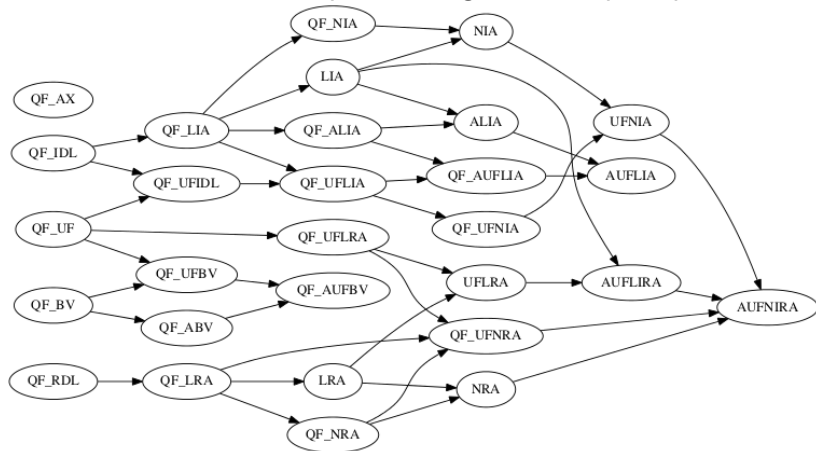 QF_NIA
NIA
LIA
QF_AX
QF_LIA
QF_ALIA
ALIA
UFNIA
QF_IDL
QF_UFIDL
QF_UFLIA
QF_AUFLIA
AUFLIA
QF_UF
QF_UFLRA
QF_UFNIA
QF_UFBV
QF_AUFBV
UFLRA
AUFLIRA
QF_BV
QF_ABV
AUFNIRA
QF_UFNRA
QF_RDL
QF_LRA
LRA
NRA
QF_NRA